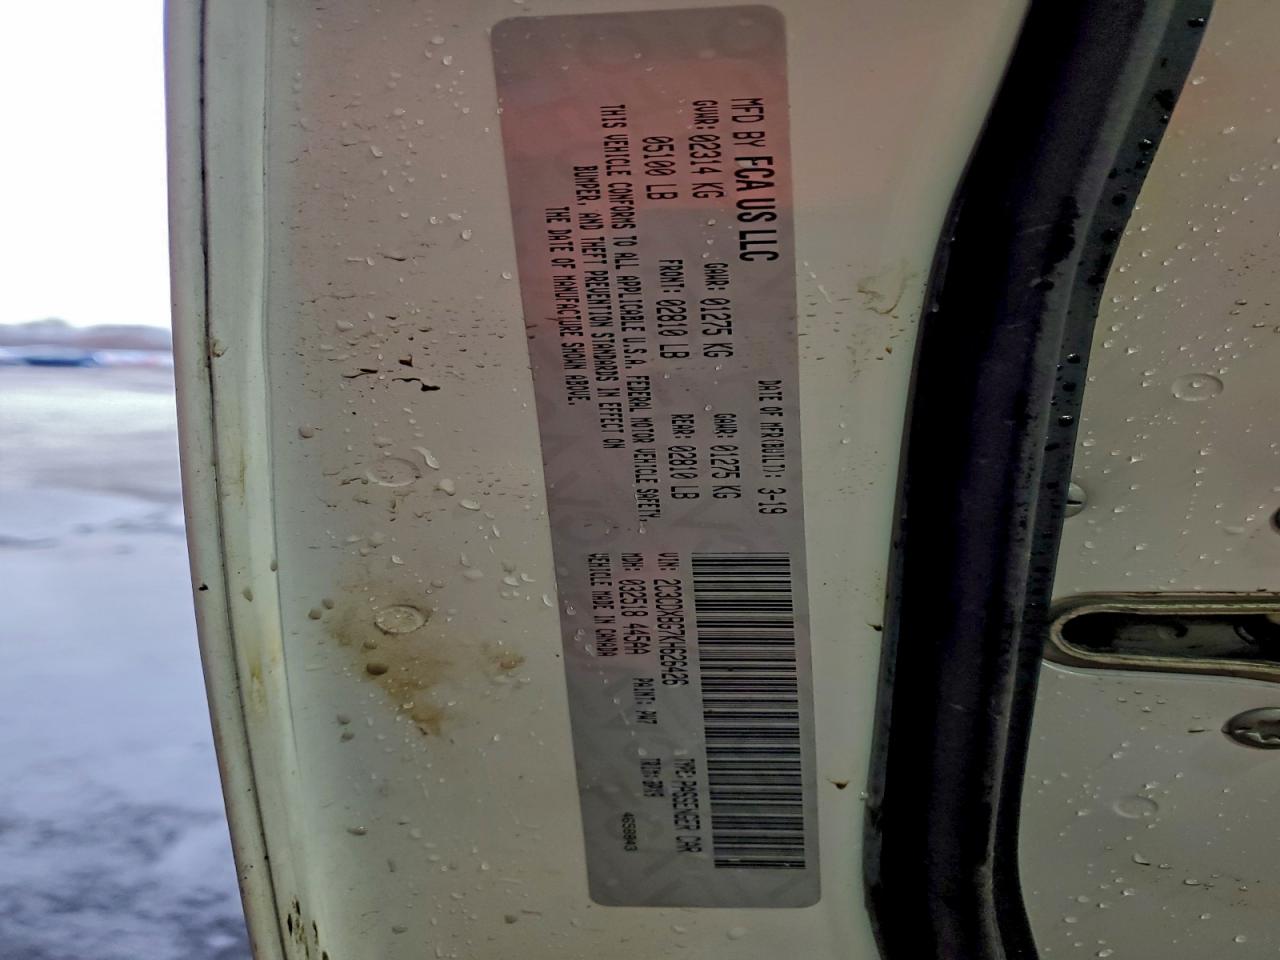 MFD BY FCA US LLC
DATE OF MFR(BUILT): 3-19
GVWR: 02314 KG GAWR: 01275 KG GAWR: 01275 KG
05100 LB FRONT: 02810 LB REAR: 02810 LB
THIS VEHICLE CONFORMS TO ALL APPLICABLE U.S.A. FEDERAL MOTOR VEHICLE SAFETY,
BUMPER, AND THEFT PREVENTION STANDARDS IN EFFECT ON
THE DATE OF MANUFACTURE SHOWN ABOVE.
VIN: 2C3CDXBG7KH626426 TYPE: PASSENGER CAR
MDH: 032518 445AA PAINT: PW7 TRIM:
VEHICLE MADE IN CANADA 46588043